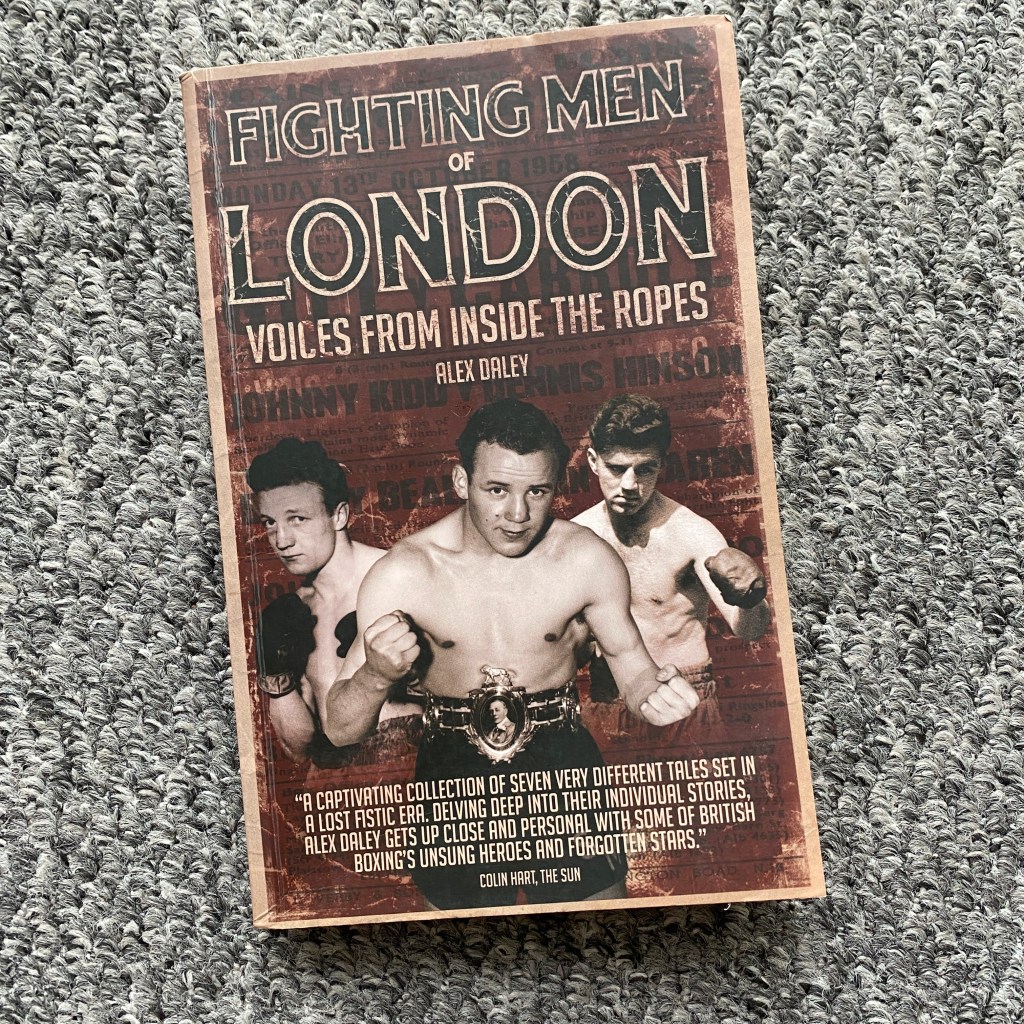 FIGHTING MEN
OF
MONDAY 13TH OCTOBER 1958
LONDON
VOICES FROM INSIDE THE ROPES
ALEX DALEY
JOHNNY KIDD V DENNIS HINSON
"A CAPTIVATING COLLECTION OF SEVEN VERY DIFFERENT TALES SET IN
A LOST FISTIC ERA. DELVING DEEP INTO THEIR INDIVIDUAL STORIES,
ALEX DALEY GETS UP CLOSE AND PERSONAL WITH SOME OF BRITISH
BOXING'S UNSUNG HEROES AND FORGOTTEN STARS."
COLIN HART, THE SUN